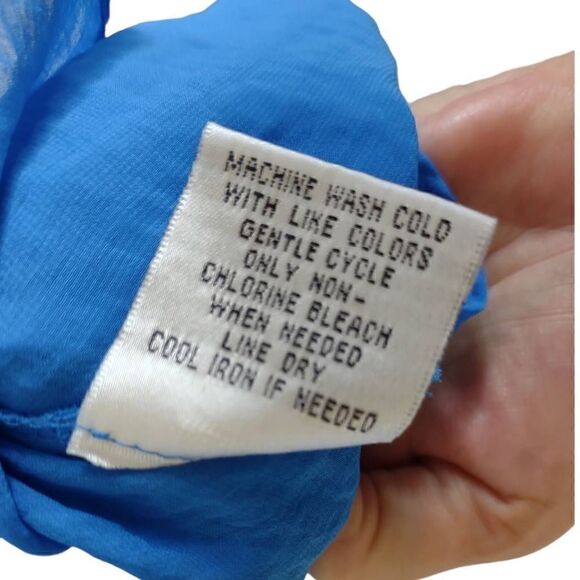 MACHINE WASH COLD
WITH LIKE COLORS
GENTLE CYCLE
ONLY NON-
CHLORINE BLEACH
WHEN NEEDED
LINE DRY
COOL IRON IF NEEDED